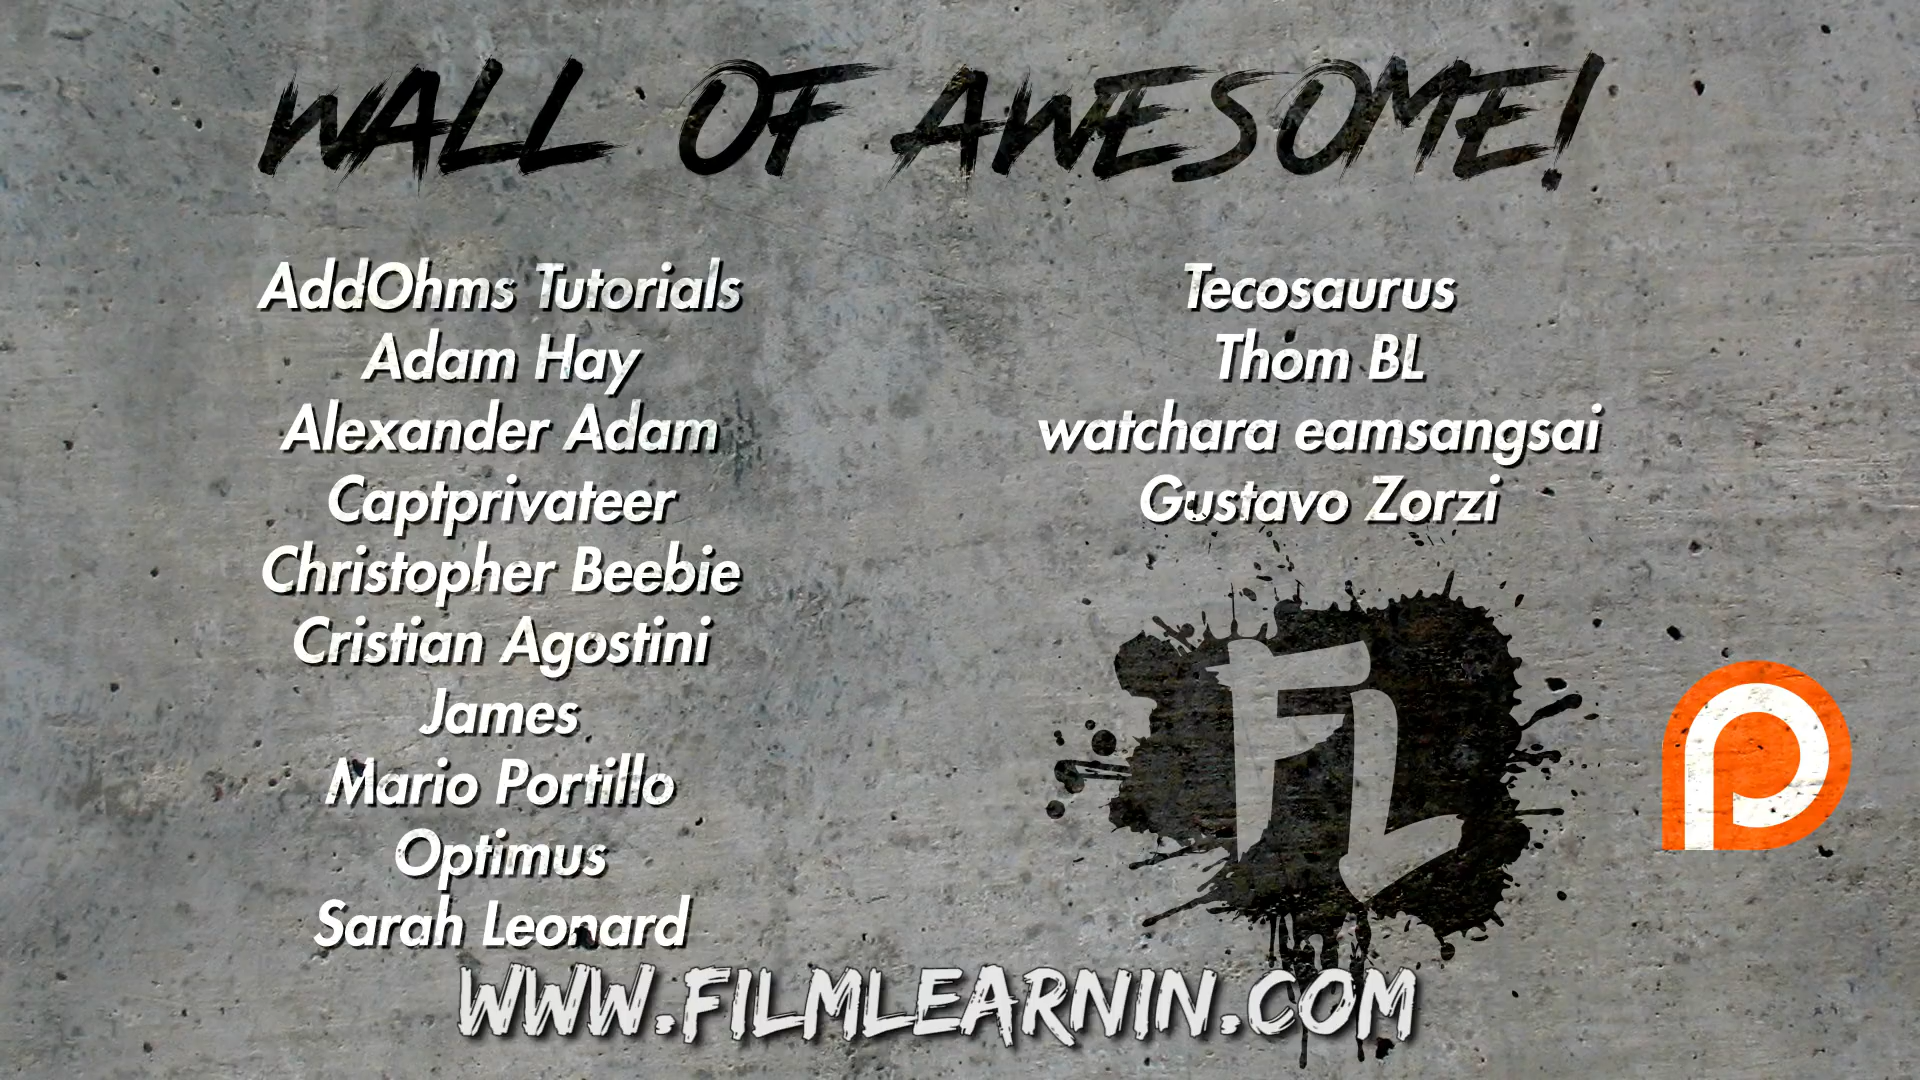 WALL OF AWESOME!
AddOhms Tutorials
Adam Hay
Alexander Adam
Captprivateer
Christopher Beebie
Cristian Agostini
James
Mario Portillo
Optimus
Sarah Leonard
Tecosaurus
Thom BL
watchara eamsangsai
Gustavo Zorzi
FL
WWW.FILMLEARNIN.COM